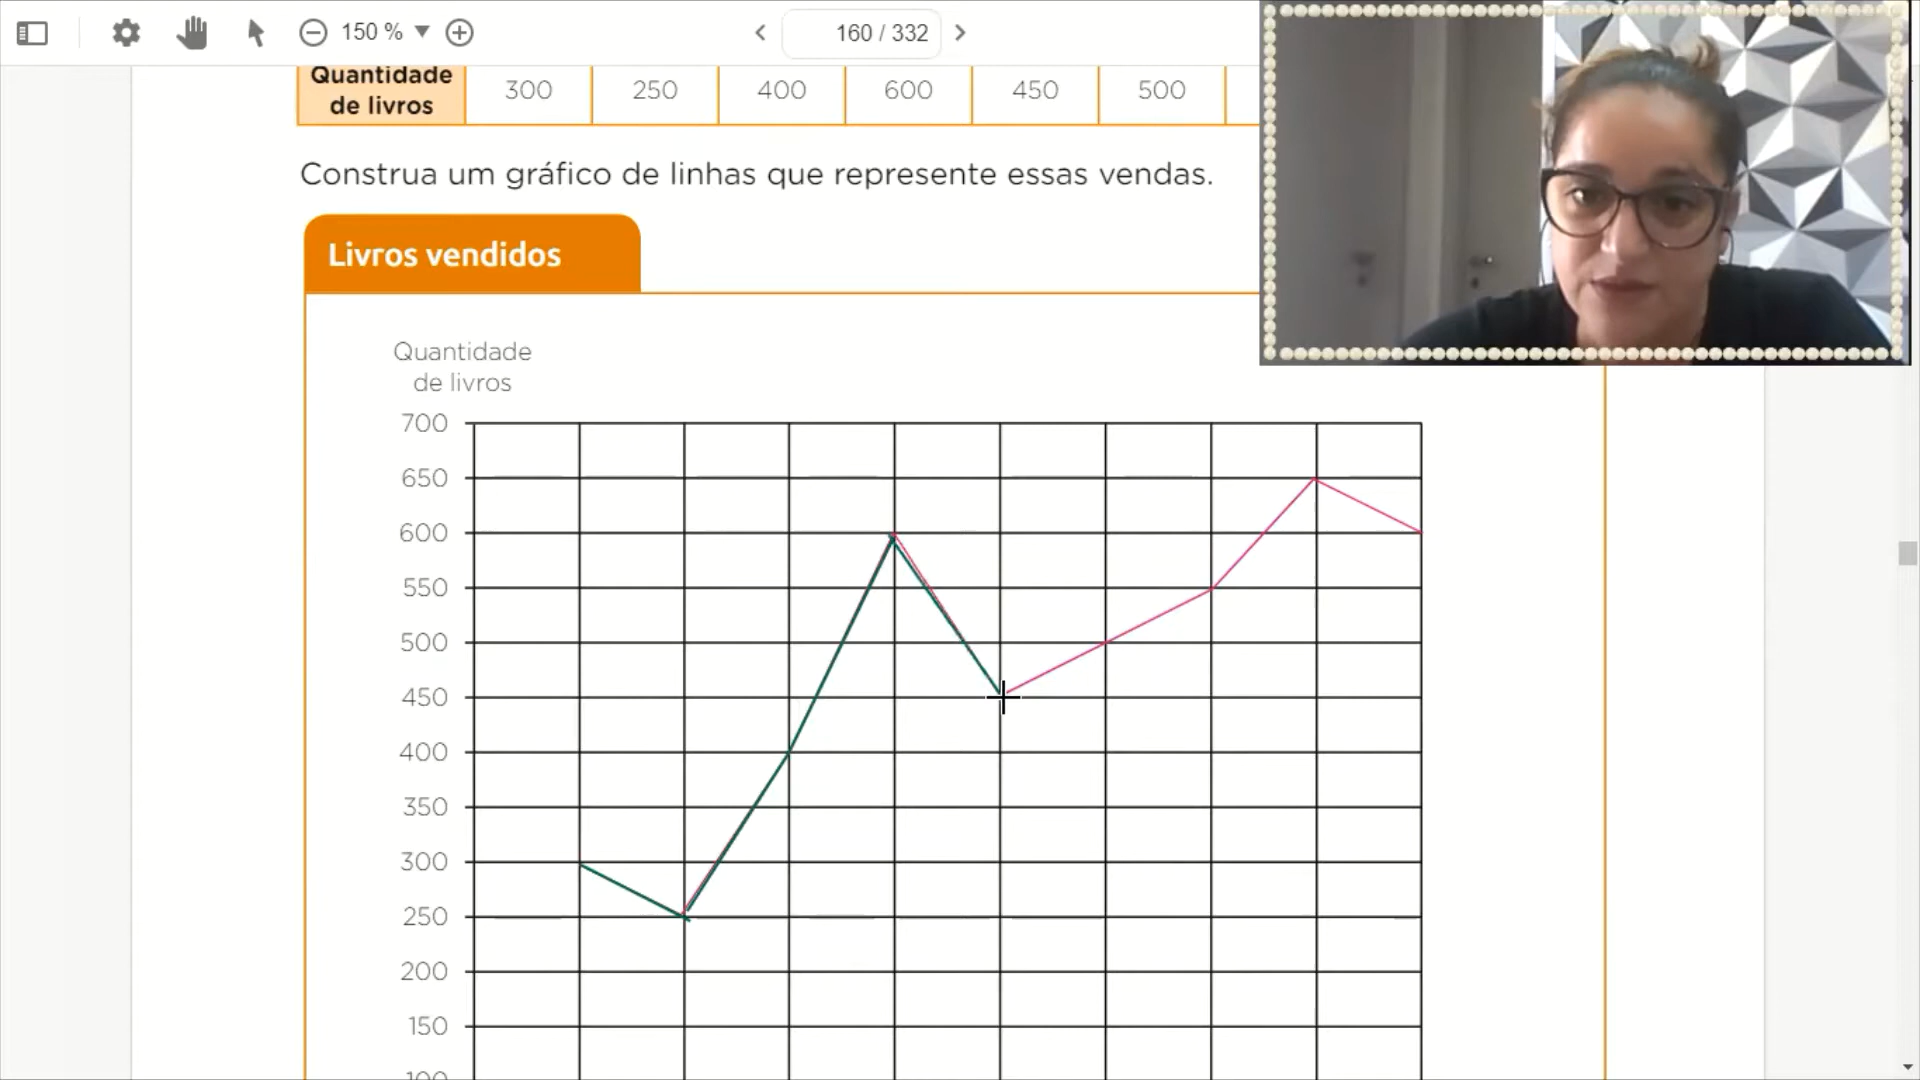 150 %
160 / 332
Quantidade
de livros
300 250 400 600 450 500
Construa um gráfico de linhas que represente essas vendas.
Livros vendidos
Quantidade
de livros
700
650
600
550
500
450
400
350
300
250
200
150
100